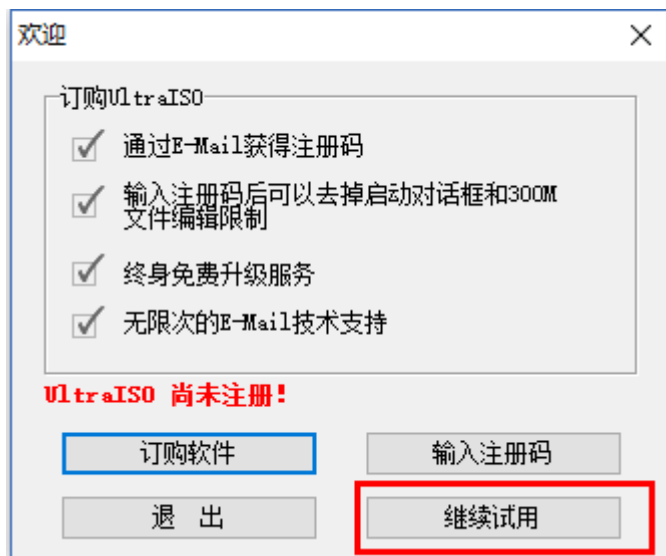 欢迎
订购UltraISO
通过E-Mail获得注册码
输入注册码后可以去掉启动对话框和300M
文件编辑限制
终身免费升级服务
无限次的E-Mail技术支持
UltraISO 尚未注册!
订购软件
输入注册码
退 出
继续试用